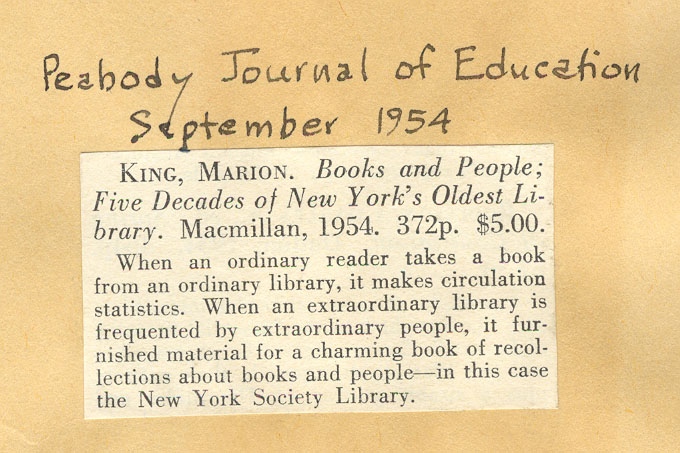 Peabody Journal of Education
September 1954
KING, MARION. Books and People;
Five Decades of New York's Oldest Li-
brary. Macmillan, 1954. 372p. $5.00.
When an ordinary reader takes a book
from an ordinary library, it makes circulation
statistics. When an extraordinary library is
frequented by extraordinary people, it fur-
nished material for a charming book of recol-
lections about books and people—in this case
the New York Society Library.